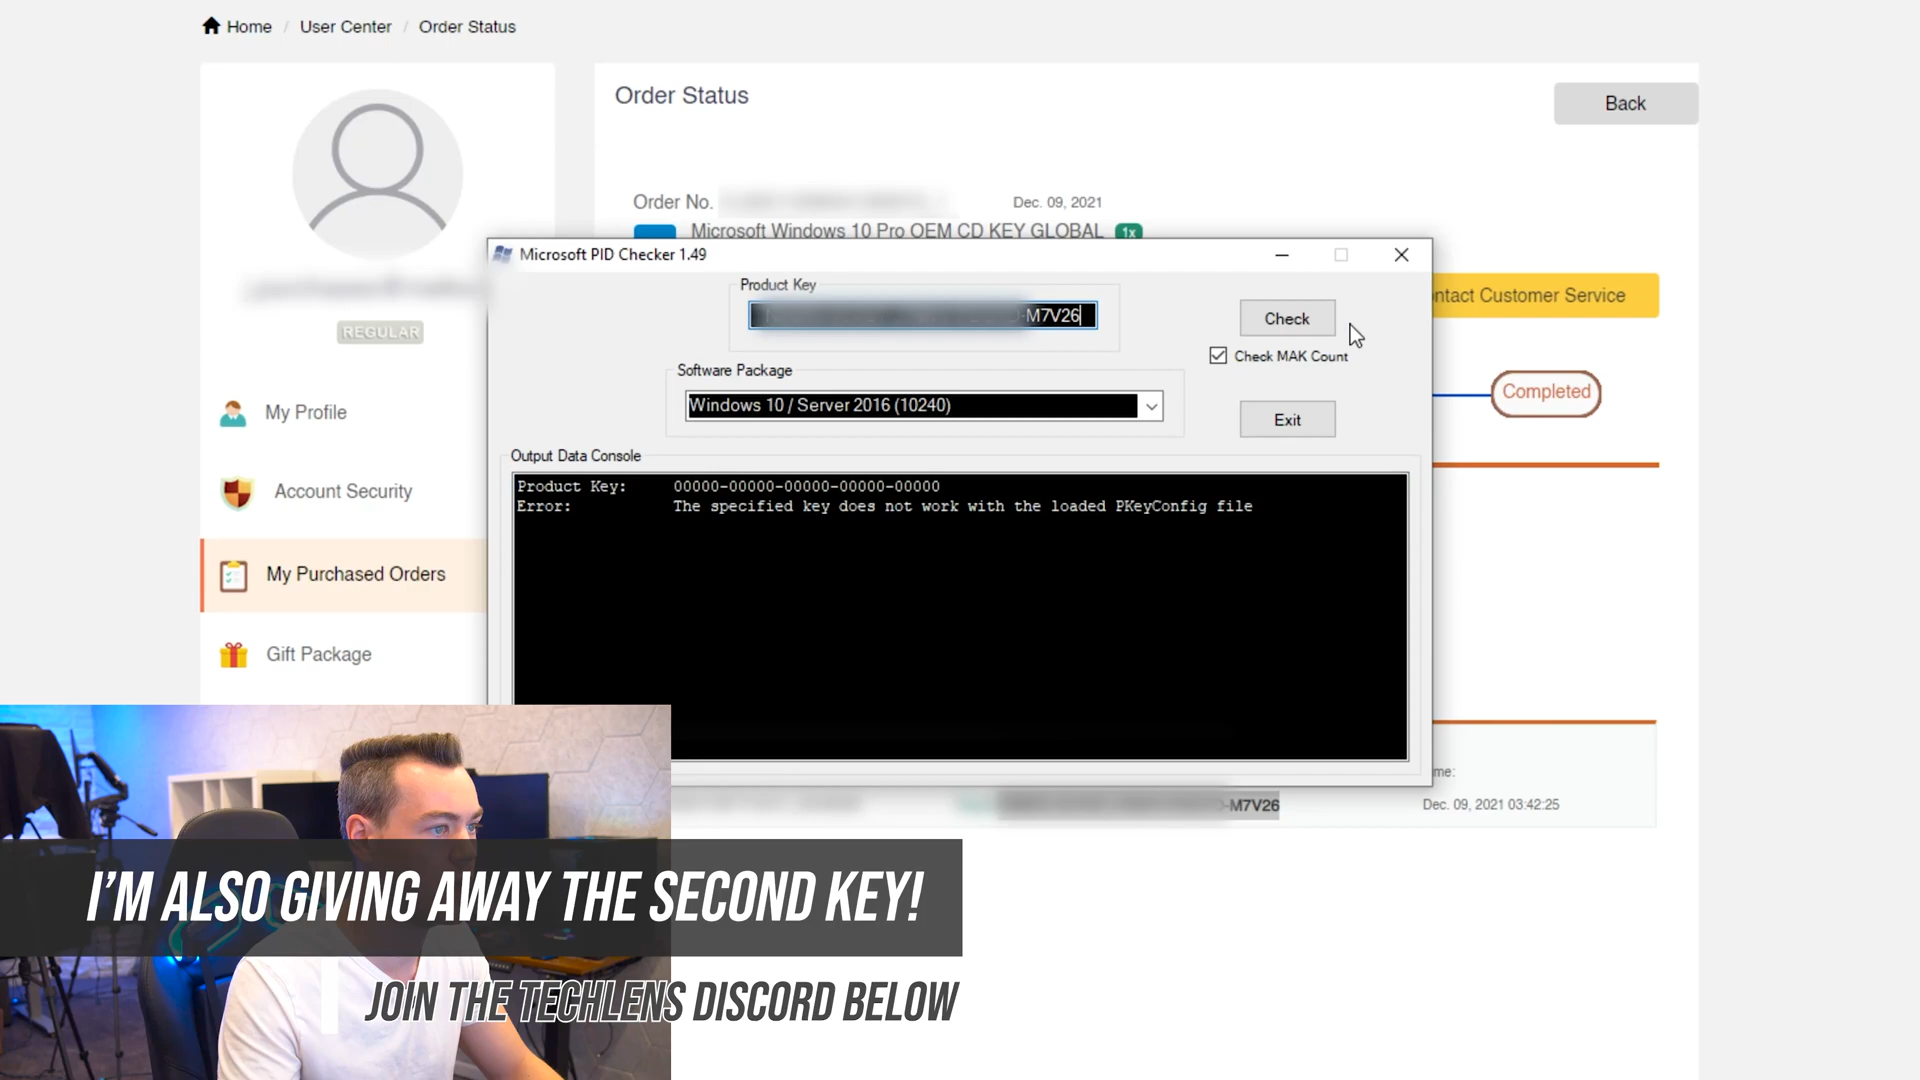 Home / User Center / Order Status
Order Status
Back
Order No.
Dec. 09, 2021
Microsoft Windows 10 Pro OEM CD KEY GLOBAL 1x
Microsoft PID Checker 1.49
Product Key
-M7V26
Check
Check MAK Count
ntact Customer Service
REGULAR
Software Package
Windows 10 / Server 2016 (10240)
Exit
Completed
My Profile
Output Data Console
Product Key: 00000-00000-00000-00000-00000
Error: The specified key does not work with the loaded PKeyConfig file
Account Security
My Purchased Orders
Gift Package
me:
-M7V26
Dec. 09, 2021 03:42:25
I'M ALSO GIVING AWAY THE SECOND KEY!
JOIN THE TECHLENS DISCORD BELOW